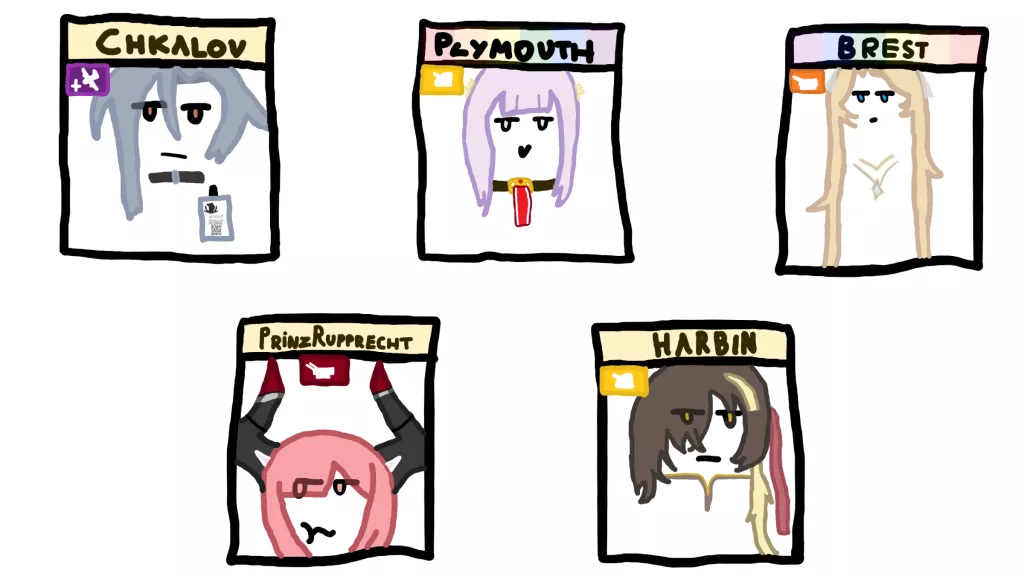 CHKALOV
PLYMOUTH
BREST
PRiNZRUPPRECHT
HARBIN